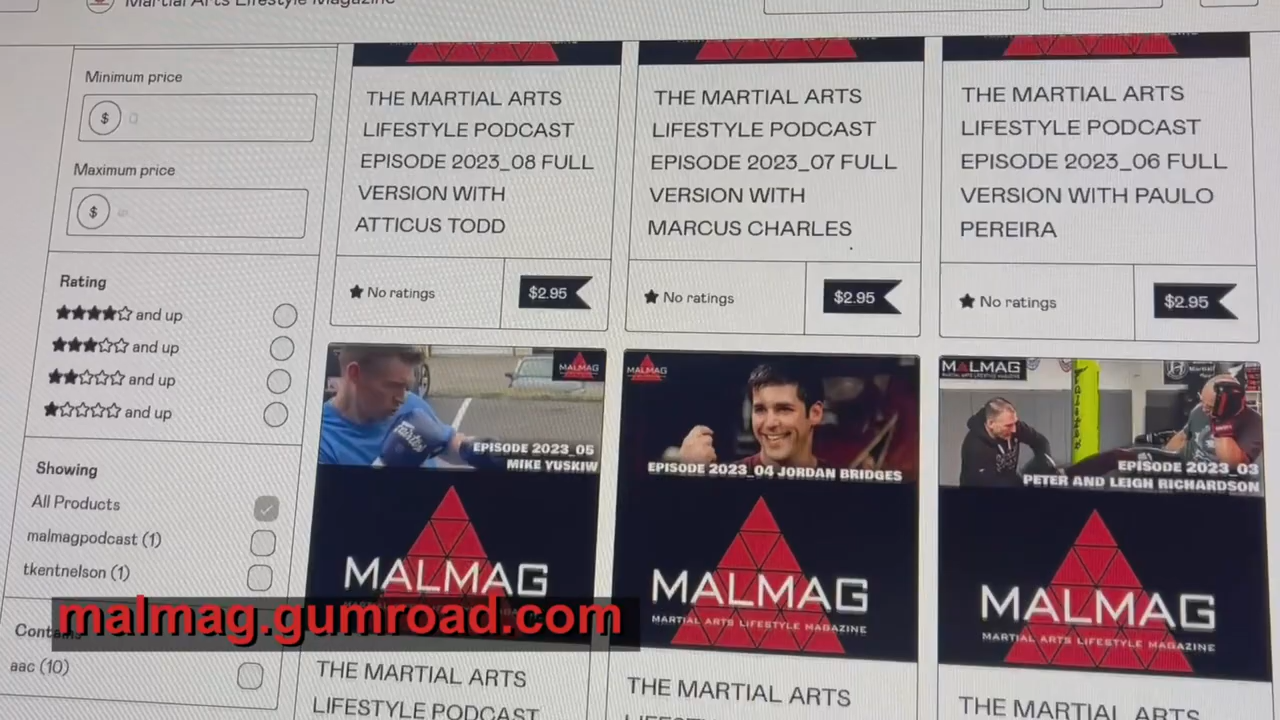 Martial Arts Lifestyle Magazine
Minimum price
$ 0
Maximum price
$ ∞
Rating
and up
and up
and up
and up
Showing
All Products
malmagpodcast (1)
tkentnelson (1)
aac (10)
THE MARTIAL ARTS
LIFESTYLE PODCAST
EPISODE 2023_08 FULL
VERSION WITH
ATTICUS TODD
No ratings
$2.95
THE MARTIAL ARTS
LIFESTYLE PODCAST
EPISODE 2023_07 FULL
VERSION WITH
MARCUS CHARLES
No ratings
$2.95
THE MARTIAL ARTS
LIFESTYLE PODCAST
EPISODE 2023_06 FULL
VERSION WITH PAULO
PEREIRA
No ratings
$2.95
MALMAG
EPISODE 2023_05
MIKE YUSKIW
MALMAG
THE MARTIAL ARTS
LIFESTYLE PODCAST
MALMAG
EPISODE 2023_04 JORDAN BRIDGES
MALMAG
MARTIAL ARTS LIFESTYLE MAGAZINE
THE MARTIAL ARTS
MALMAG
MARTIAL ARTS LIFESTYLE MAGAZINE
EPISODE 2023_03
PETER AND LEIGH RICHARDSON
MALMAG
MARTIAL ARTS LIFESTYLE MAGAZINE
THE MARTIAL ARTS
malmag.gumroad.com